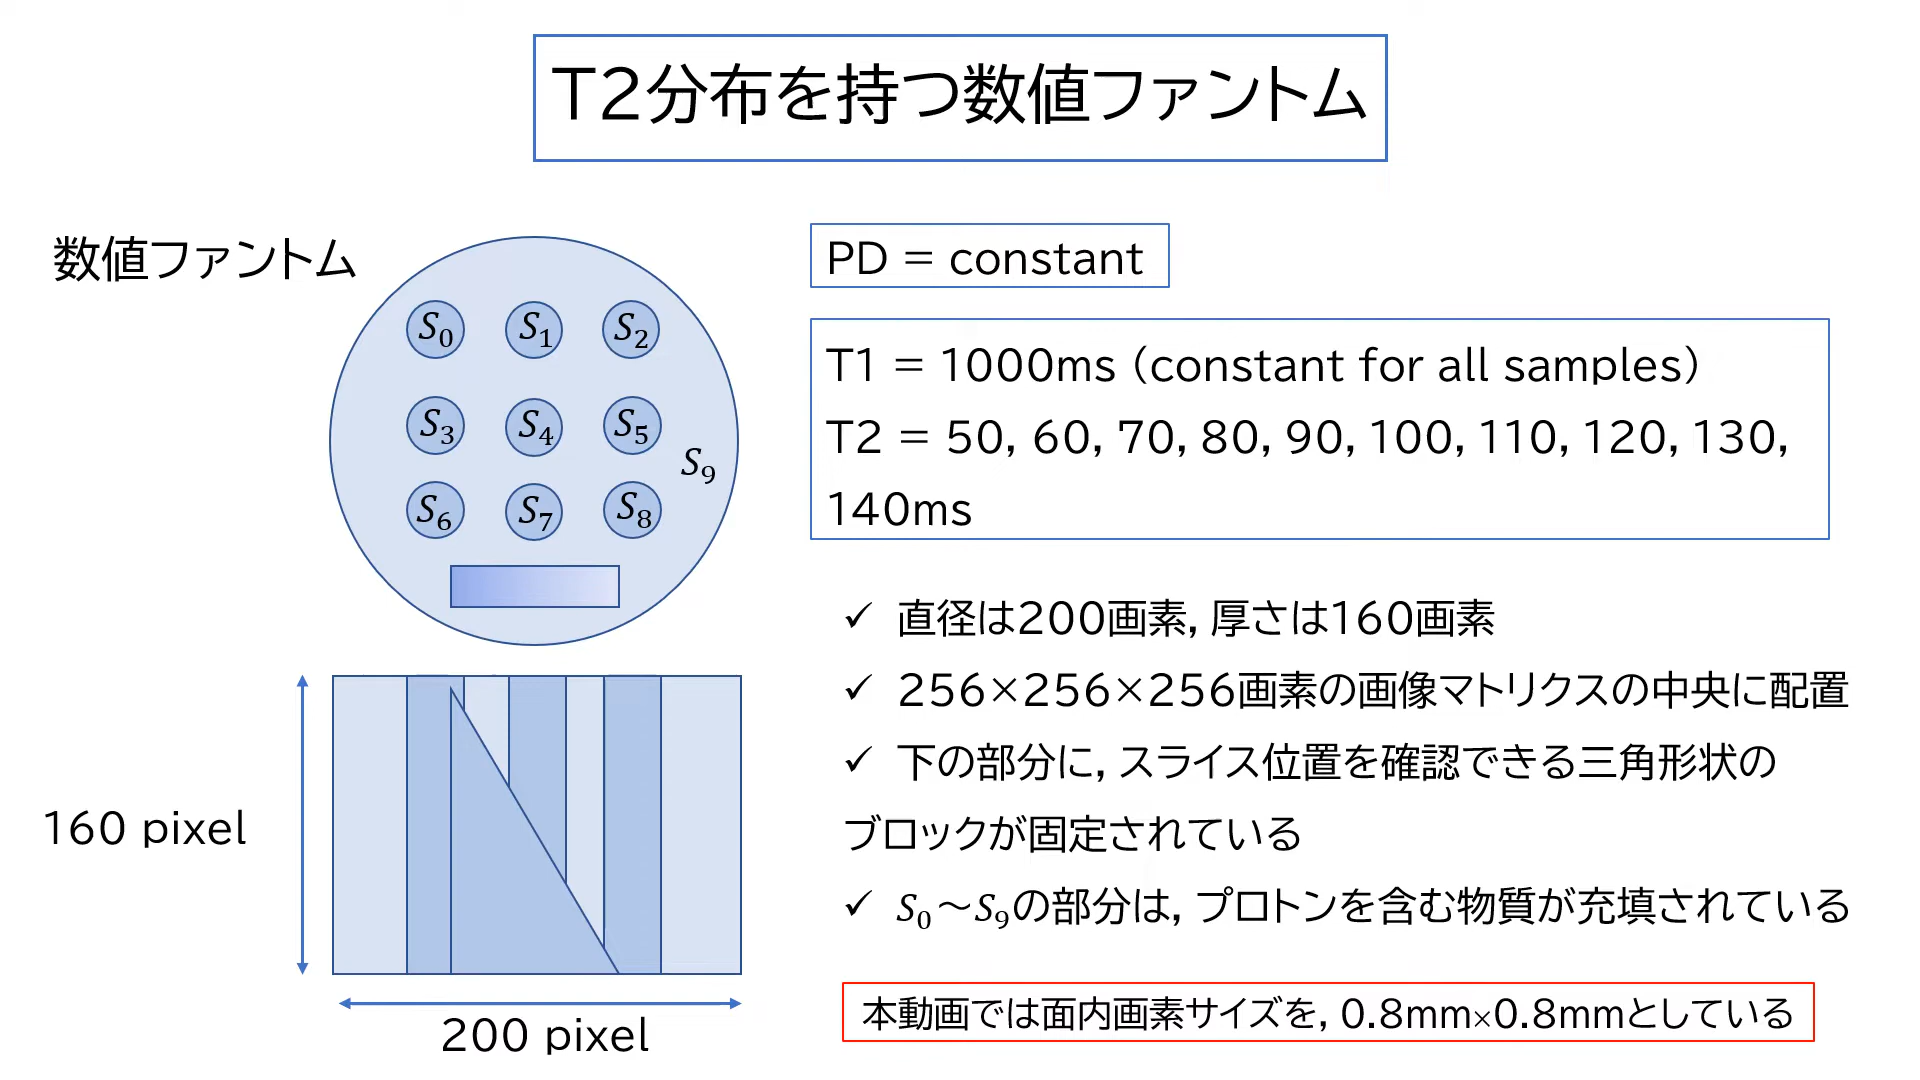 T2分布を持つ数値ファントム
数値ファントム
S0 S1 S2
S3 S4 S5
S9
S6 S7 S8
160 pixel
200 pixel
PD = constant
T1 = 1000ms (constant for all samples)
T2 = 50, 60, 70, 80, 90, 100, 110, 120, 130,
140ms
✓ 直径は200画素, 厚さは160画素
✓ 256×256×256画素の画像マトリクスの中央に配置
✓ 下の部分に, スライス位置を確認できる三角形状の
ブロックが固定されている
✓ S0～S9の部分は, プロトンを含む物質が充填されている
本動画では面内画素サイズを, 0.8mm×0.8mmとしている